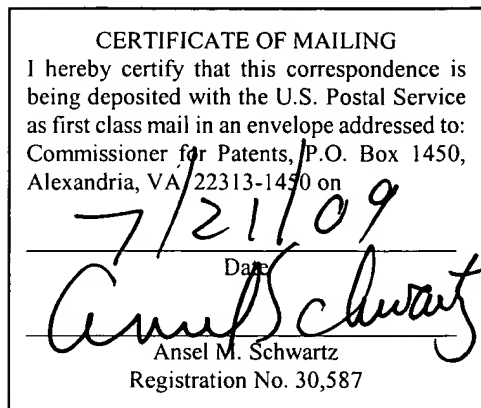 CERTIFICATE OF MAILING
I hereby certify that this correspondence is
being deposited with the U.S. Postal Service
as first class mail in an envelope addressed to:
Commissioner for Patents, P.O. Box 1450,
Alexandria, VA 22313-1450 on
7/21/09
Date
Ansel Schwartz
Ansel M. Schwartz
Registration No. 30,587